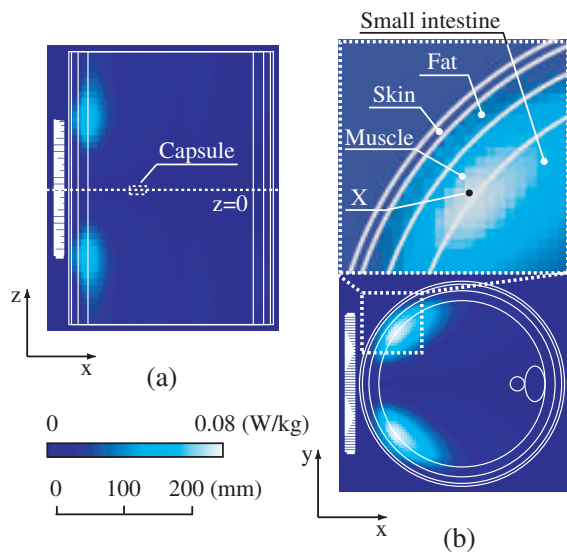 Small intestine
Fat
Skin
Muscle
X
Capsule
z=0
z
x
(a)
0 0.08 (W/kg)
0 100 200 (mm)
y
x
(b)